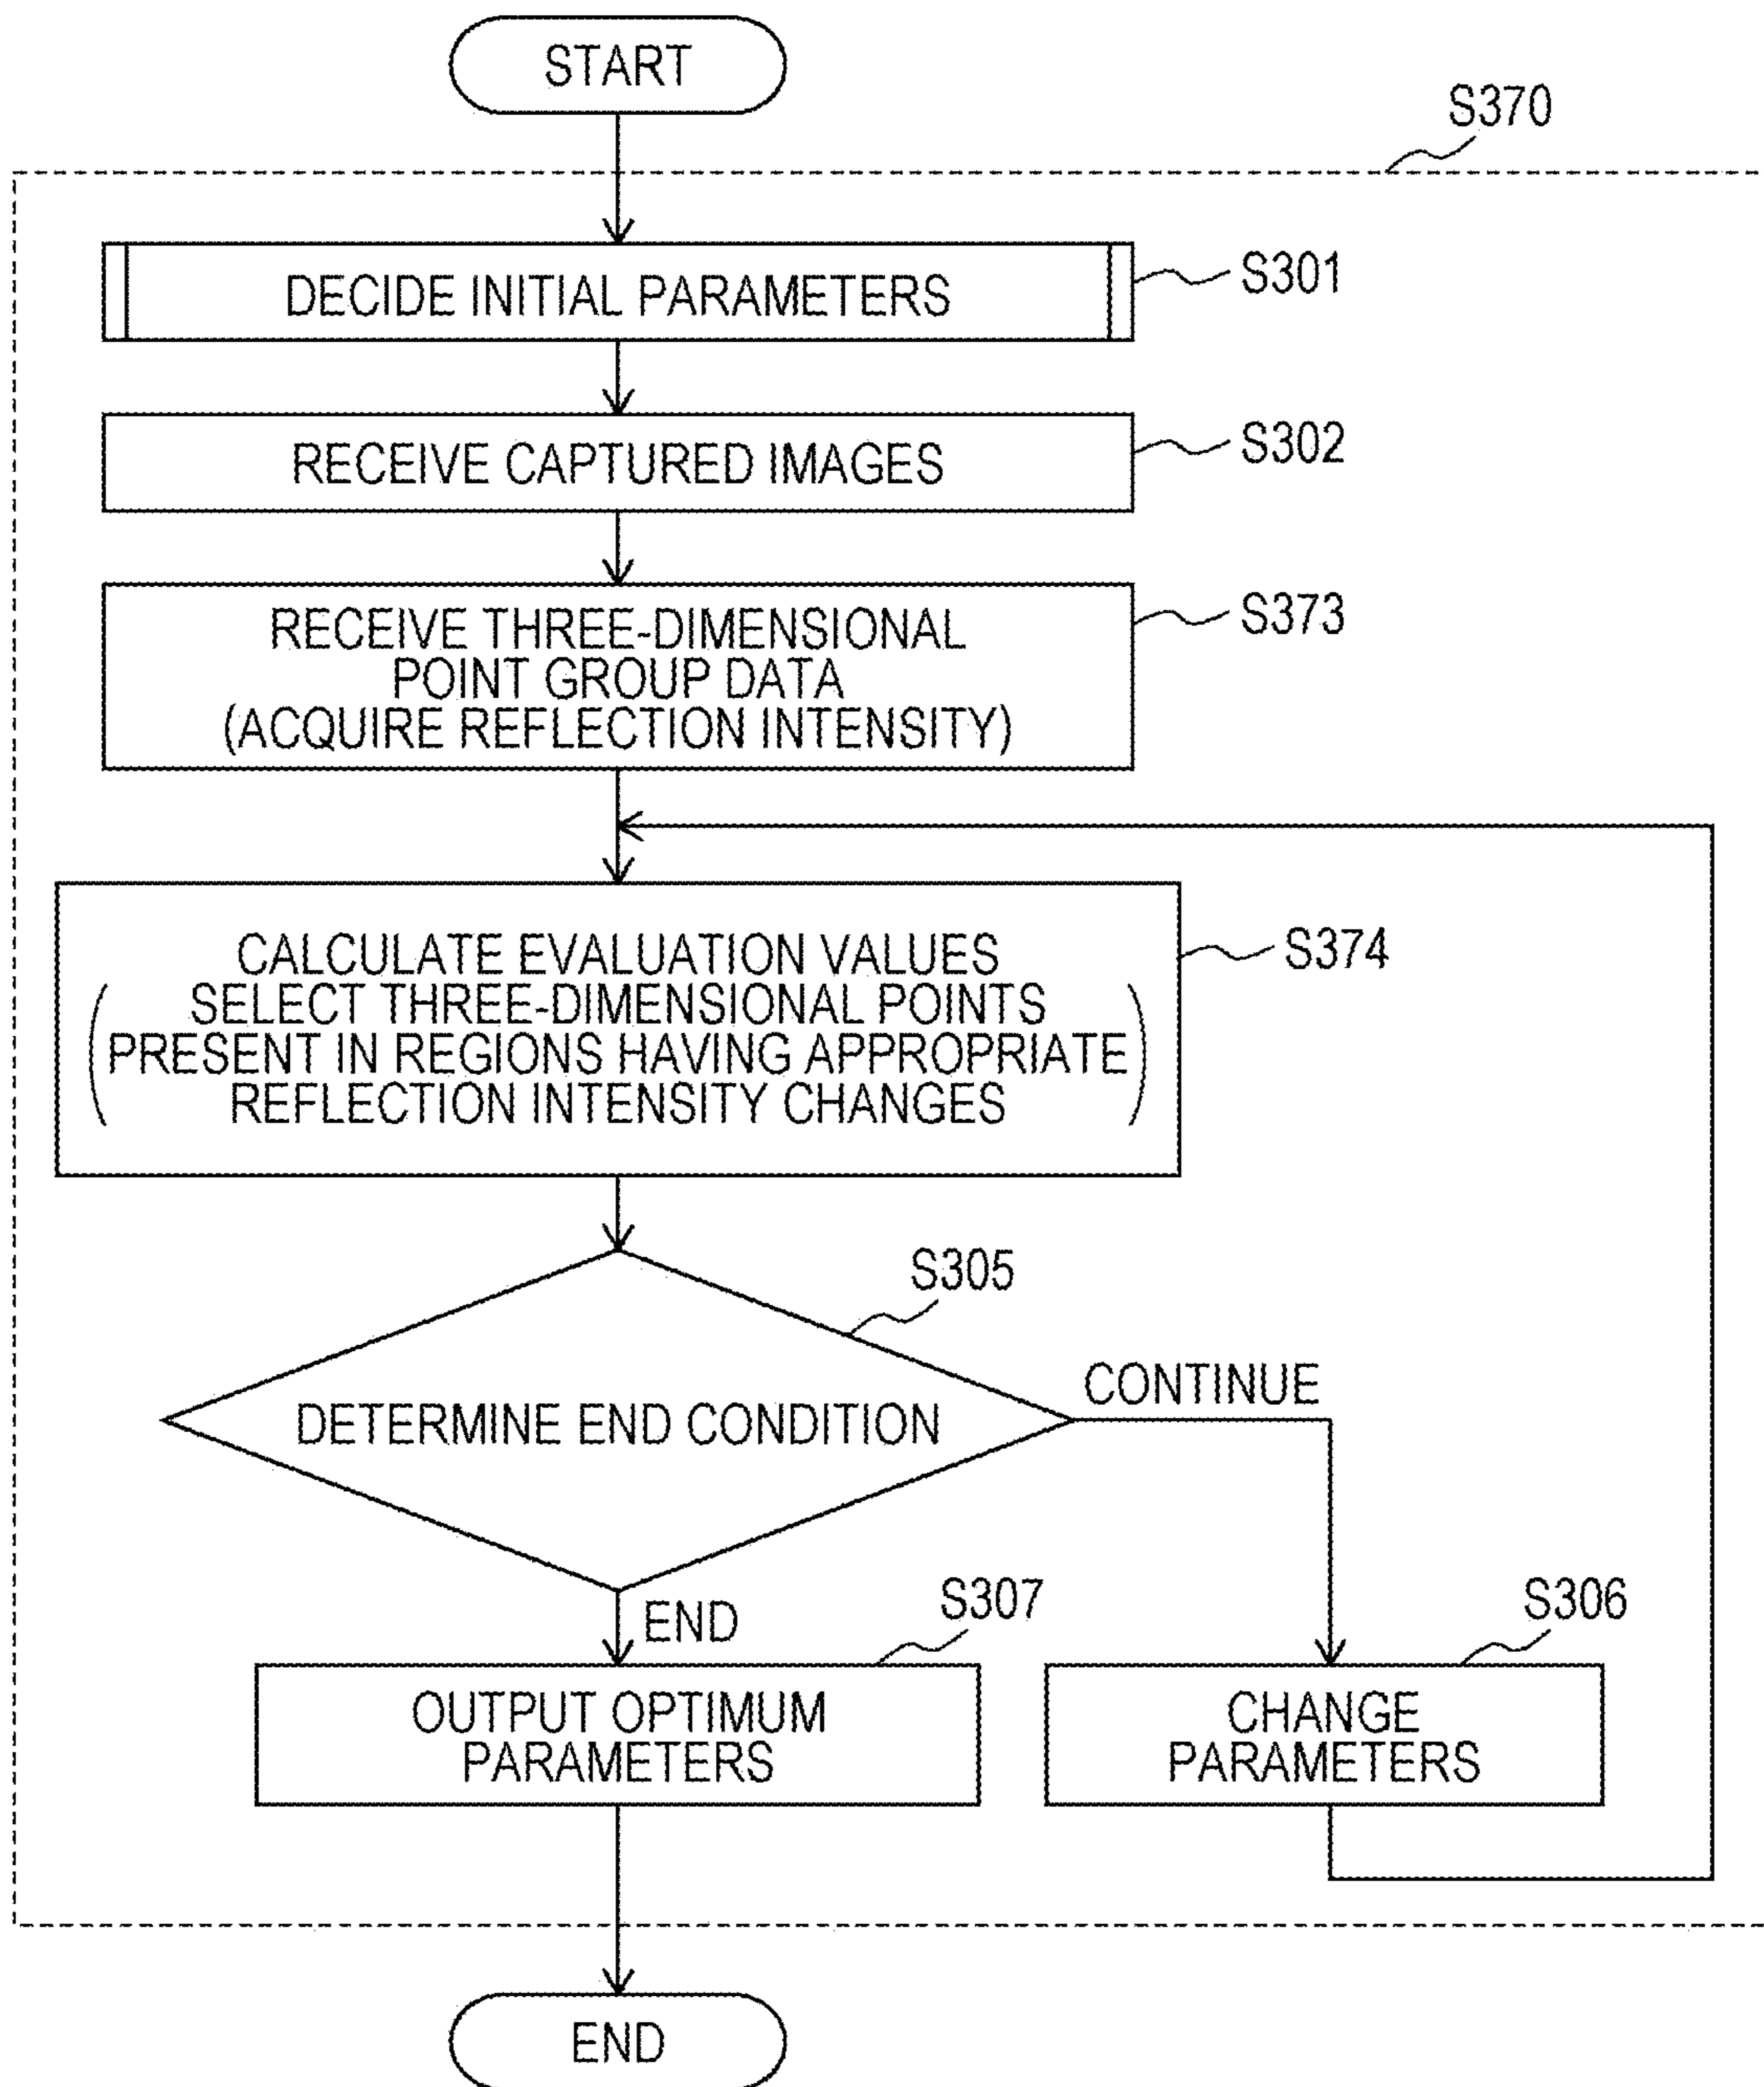 START
S370
DECIDE INITIAL PARAMETERS
S301
RECEIVE CAPTURED IMAGES
S302
RECEIVE THREE-DIMENSIONAL
POINT GROUP DATA
(ACQUIRE REFLECTION INTENSITY)
S373
CALCULATE EVALUATION VALUES
(SELECT THREE-DIMENSIONAL POINTS
PRESENT IN REGIONS HAVING APPROPRIATE
REFLECTION INTENSITY CHANGES)
S374
S305
DETERMINE END CONDITION
CONTINUE
END
S307
S306
OUTPUT OPTIMUM
PARAMETERS
CHANGE
PARAMETERS
END